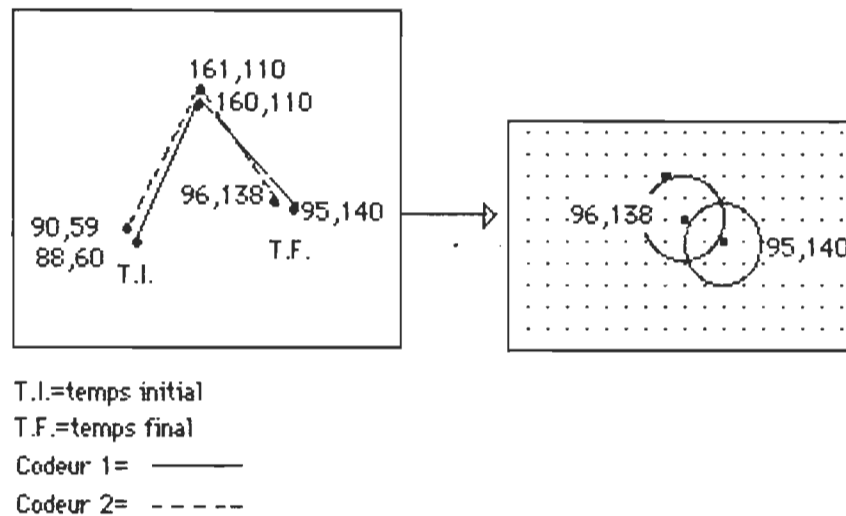 161,110
160,110
96,138
95,140
90,59
88,60
T.I.
T.F.
96,138
95,140
T.I.=temps initial
T.F.=temps final
Codeur 1=
Codeur 2=